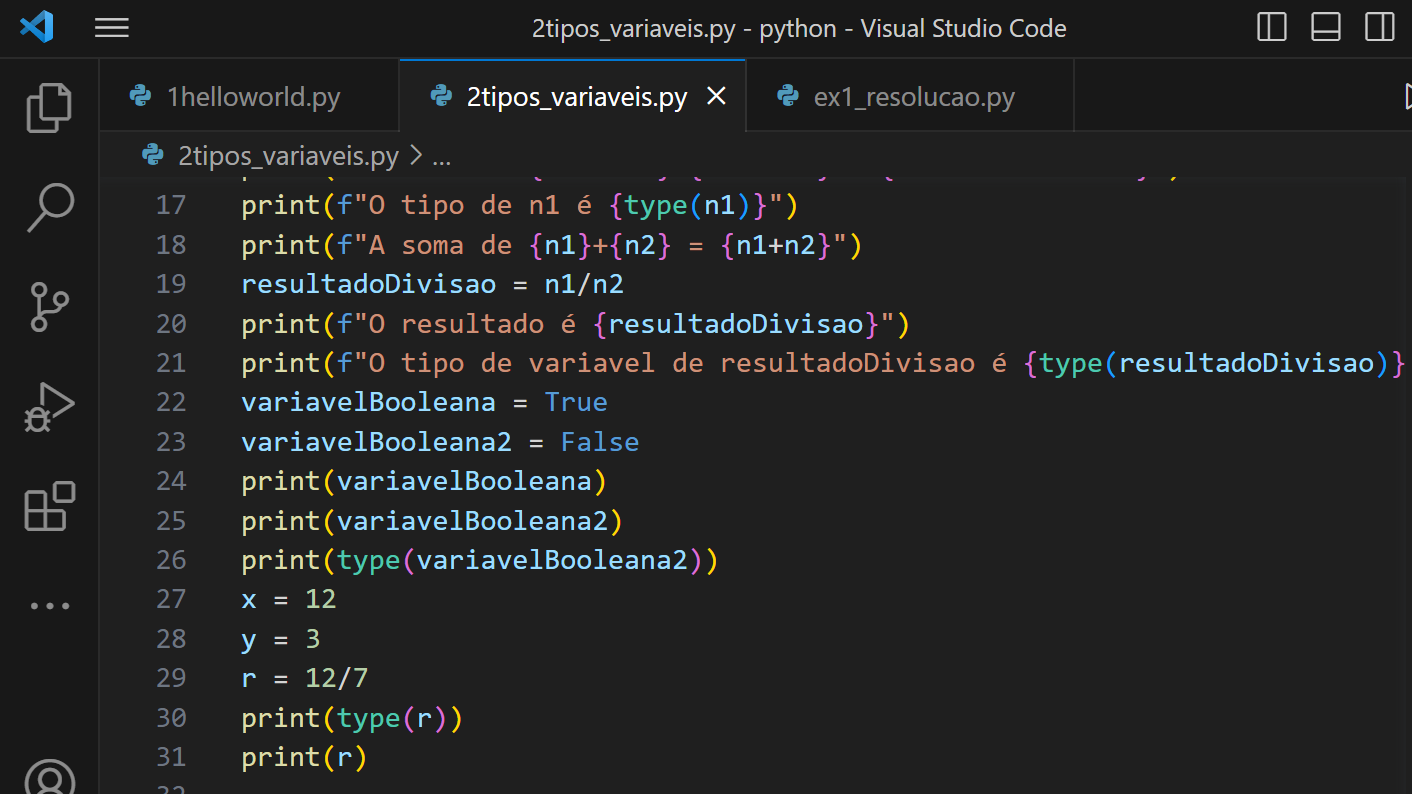 2tipos_variaveis.py - python - Visual Studio Code
1helloworld.py
2tipos_variaveis.py
ex1_resolucao.py
2tipos_variaveis.py > ...
17 print(f"O tipo de n1 é {type(n1)}")
18 print(f"A soma de {n1}+{n2} = {n1+n2}")
19 resultadoDivisao = n1/n2
20 print(f"O resultado é {resultadoDivisao}")
21 print(f"O tipo de variavel de resultadoDivisao é {type(resultadoDivisao)}
22 variavelBooleana = True
23 variavelBooleana2 = False
24 print(variavelBooleana)
25 print(variavelBooleana2)
26 print(type(variavelBooleana2))
27 x = 12
28 y = 3
29 r = 12/7
30 print(type(r))
31 print(r)